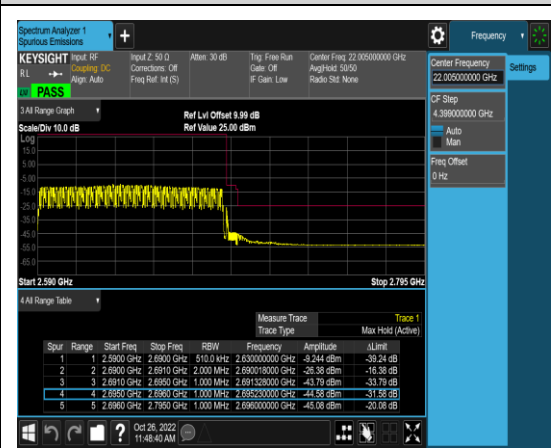 Spectrum Analyzer 1
Spurious Emissions
Frequency
KEYSIGHT Input: RF Input Z: 50 Ω Atten: 30 dB Trig: Free Run Center Freq: 22.005000000 GHz
RL Coupling: DC Corrections: Off Gate: Off Avg|Hold: 50/50
Align: Auto Freq Ref: Int (S) IF Gain: Low Radio Std: None
PASS
Center Frequency
22.005000000 GHz
Settings
CF Step
4.399000000 GHz
Auto
Man
Freq Offset
0 Hz
3 All Range Graph
Ref Lvl Offset 9.99 dB
Scale/Div 10.0 dB Ref Value 25.00 dBm
Log
15.0
5.00
-5.00
-15.0
-25.0
-35.0
-45.0
-55.0
-65.0
Start 2.590 GHz Stop 2.795 GHz
4 All Range Table
Measure Trace Trace 1
Trace Type Max Hold (Active)
Spur Range Start Freq Stop Freq RBW Frequency Amplitude ΔLimit
1 1 2.5900 GHz 2.6900 GHz 510.0 kHz 2.630000000 GHz -9.244 dBm -39.24 dB
2 2 2.6900 GHz 2.6910 GHz 2.000 MHz 2.690018000 GHz -26.38 dBm -16.38 dB
3 3 2.6910 GHz 2.6950 GHz 1.000 MHz 2.691328000 GHz -43.79 dBm -33.79 dB
4 4 2.6950 GHz 2.6960 GHz 1.000 MHz 2.695230000 GHz -44.58 dBm -31.58 dB
5 5 2.6960 GHz 2.7950 GHz 1.000 MHz 2.696000000 GHz -45.08 dBm -20.08 dB
Oct 26, 2022
11:48:40 AM